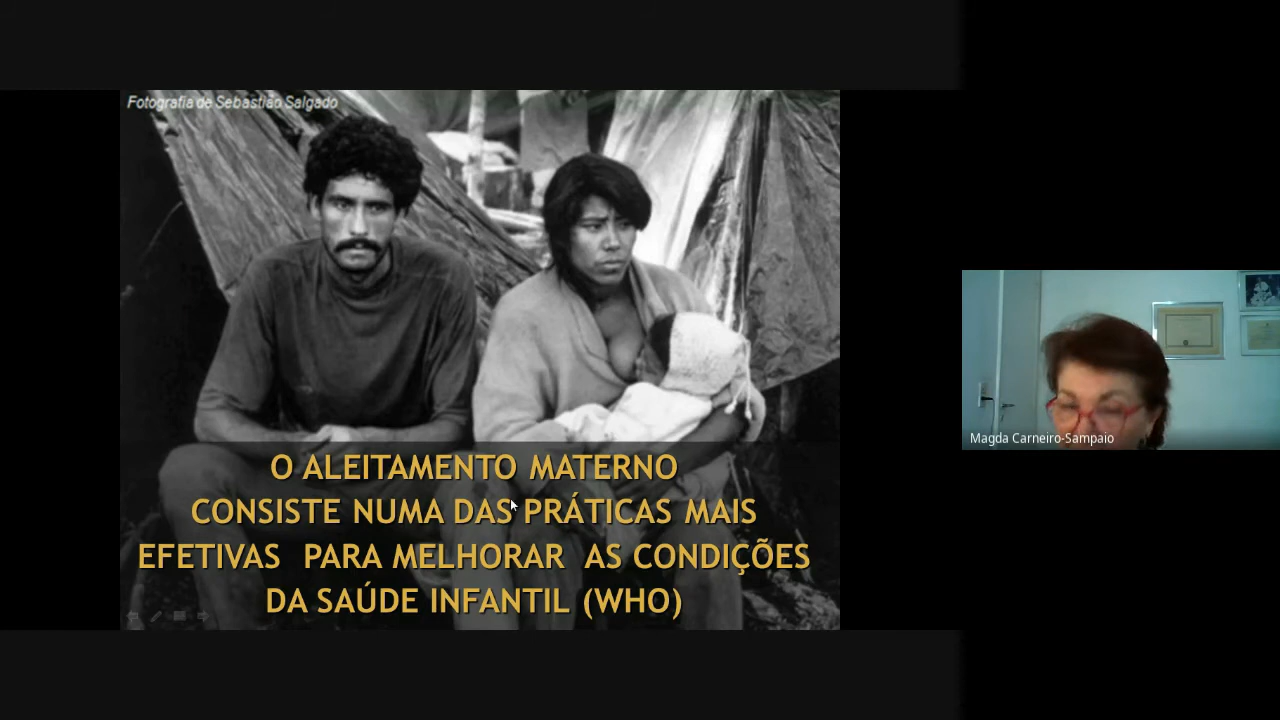 Fotografia de Sebastião Salgado
O ALEITAMENTO MATERNO
CONSISTE NUMA DAS PRÁTICAS MAIS
EFETIVAS PARA MELHORAR AS CONDIÇÕES
DA SAÚDE INFANTIL (WHO)
Magda Carneiro-Sampaio